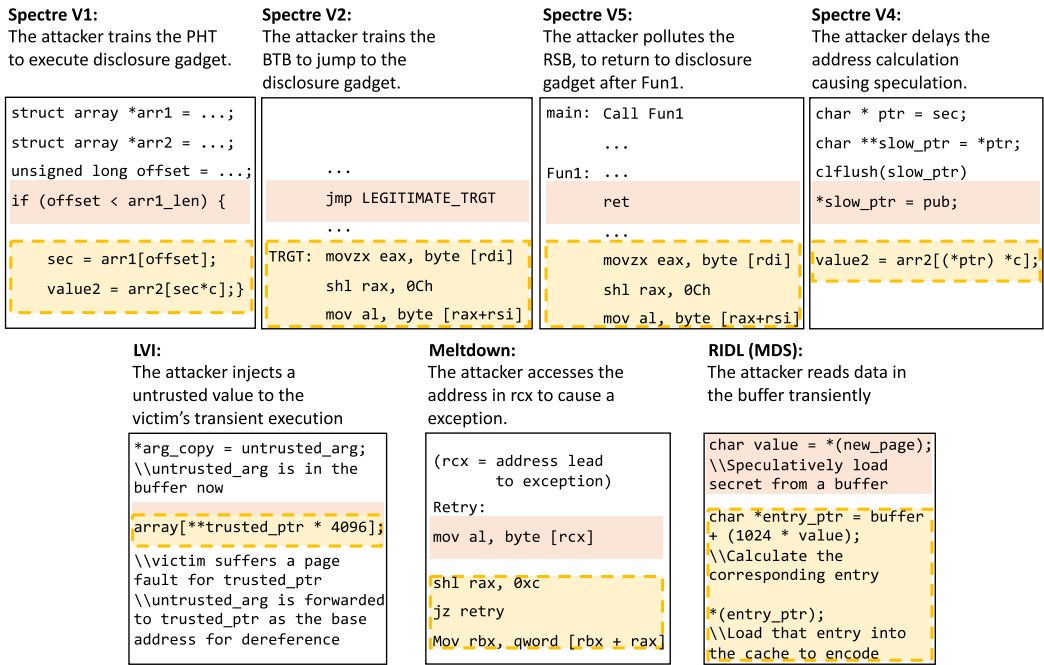 Spectre V1:
The attacker trains the PHT
to execute disclosure gadget.
struct array *arr1 = ...;
struct array *arr2 = ...;
unsigned long offset = ...;
if (offset < arr1_len) {
sec = arr1[offset];
value2 = arr2[sec*c];}
Spectre V2:
The attacker trains the
BTB to jump to the
disclosure gadget.
...
jmp LEGITIMATE_TRGT
...
TRGT: movzx eax, byte [rdi]
shl rax, 0Ch
mov al, byte [rax+rsi]
Spectre V5:
The attacker pollutes the
RSB, to return to disclosure
gadget after Fun1.
main: Call Fun1
...
Fun1: ...
ret
...
movzx eax, byte [rdi]
shl rax, 0Ch
mov al, byte [rax+rsi]
Spectre V4:
The attacker delays the
address calculation
causing speculation.
char * ptr = sec;
char **slow_ptr = *ptr;
clflush(slow_ptr)
*slow_ptr = pub;
value2 = arr2[(*ptr) *c];
LVI:
The attacker injects a
untrusted value to the
victim's transient execution
*arg_copy = untrusted_arg;
\\untrusted_arg is in the
buffer now
array[**trusted_ptr * 4096];
\\victim suffers a page
fault for trusted_ptr
\\untrusted_arg is forwarded
to trusted_ptr as the base
address for dereference
Meltdown:
The attacker accesses the
address in rcx to cause a
exception.
(rcx = address lead
to exception)
Retry:
mov al, byte [rcx]
shl rax, 0xc
jz retry
Mov rbx, qword [rbx + rax]
RIDL (MDS):
The attacker reads data in
the buffer transiently
char value = *(new_page);
\\Speculatively load
secret from a buffer
char *entry_ptr = buffer
+ (1024 * value);
\\Calculate the
corresponding entry
*(entry_ptr);
\\Load that entry into
the cache to encode